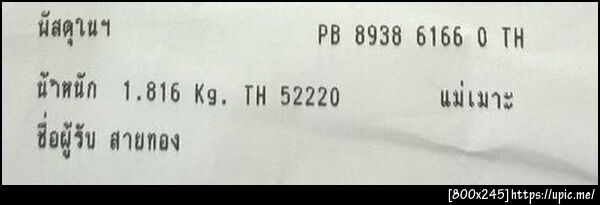 พัสดุในฯ PB 8938 6166 0 TH
น้ำหนัก 1.816 Kg. TH 52220 แม่เมาะ
ชื่อผู้รับ สายทอง
[800x245] https://upic.me/